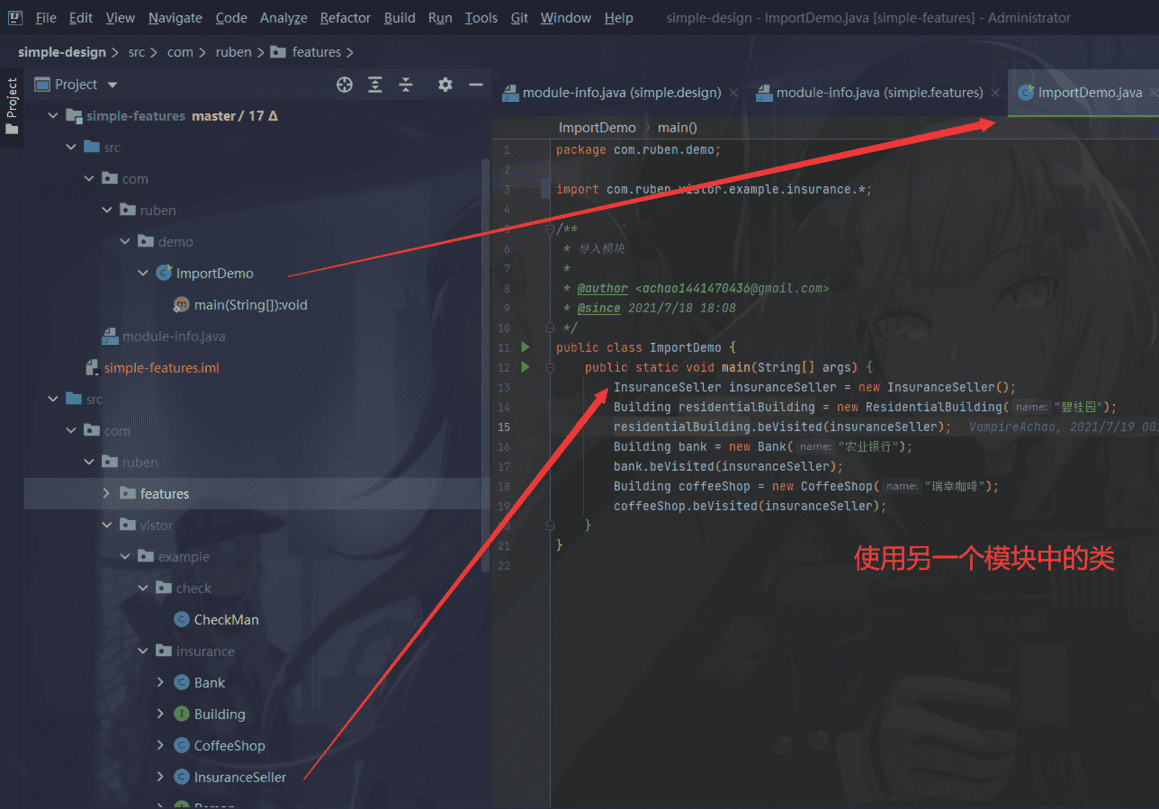 File Edit View Navigate Code Analyze Refactor Build Run Tools Git Window Help simple-design - ImportDemo.java [simple-features] - Administrator
simple-design > src > com > ruben > features >
Project
Project
simple-features master / 17 Δ
src
com
ruben
demo
ImportDemo
main(String[]):void
module-info.java
simple-features.iml
src
com
ruben
features
vistor
example
check
CheckMan
insurance
Bank
Building
CoffeeShop
InsuranceSeller
module-info.java (simple.design) module-info.java (simple.features) ImportDemo.java
ImportDemo > main()
1 package com.ruben.demo;
2
3 import com.ruben.vistor.example.insurance.*;
4
5 /**
6 * 导入模块
7 *
8 * @author <achao1441470436@gmail.com>
9 * @since 2021/7/18 18:08
10 */
11 public class ImportDemo {
12 public static void main(String[] args) {
13 InsuranceSeller insuranceSeller = new InsuranceSeller();
14 Building residentialBuilding = new ResidentialBuilding( name: "碧桂园");
15 residentialBuilding.beVisited(insuranceSeller); VampireAchao, 2021/7/19
16 Building bank = new Bank( name: "农业银行");
17 bank.beVisited(insuranceSeller);
18 Building coffeeShop = new CoffeeShop( name: "瑞幸咖啡");
19 coffeeShop.beVisited(insuranceSeller);
20 }
21 }
22
使用另一个模块中的类